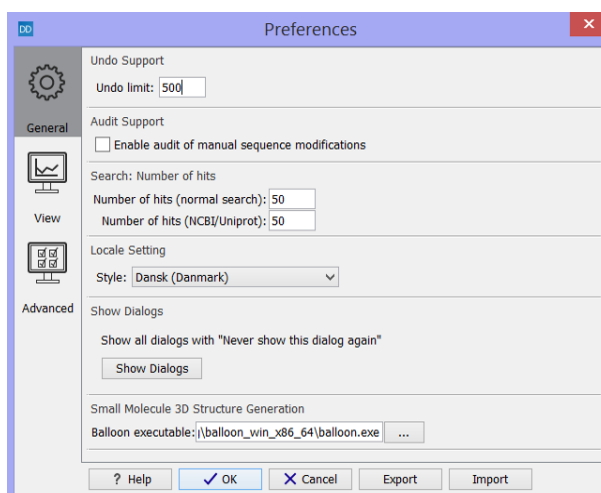 DD
Preferences
General
View
Advanced
Undo Support
Undo limit: 500
Audit Support
Enable audit of manual sequence modifications
Search: Number of hits
Number of hits (normal search): 50
Number of hits (NCBI/Uniprot): 50
Locale Setting
Style: Dansk (Danmark)
Show Dialogs
Show all dialogs with "Never show this dialog again"
Show Dialogs
Small Molecule 3D Structure Generation
Balloon executable: \balloon_win_x86_64\balloon.exe ...
? Help OK Cancel Export Import